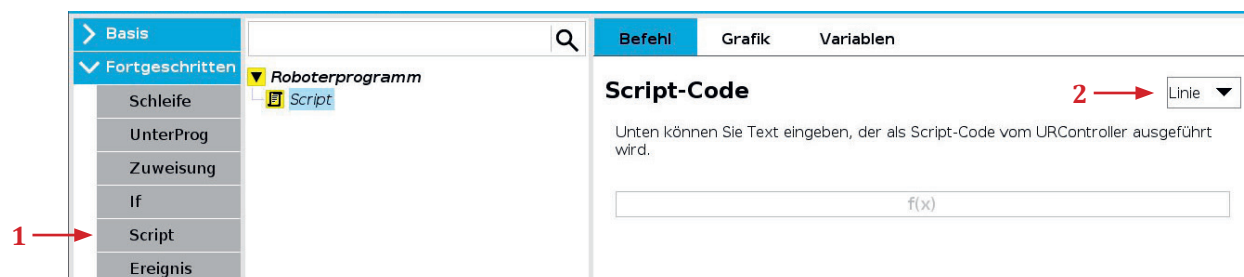 Basis
Fortgeschritten
Schleife
UnterProg
Zuweisung
If
1
Script
Ereignis
Roboterprogramm
Script
Befehl Grafik Variablen
Script-Code
2
Linie
Unten können Sie Text eingeben, der als Script-Code vom URController ausgeführt
wird.
f(x)